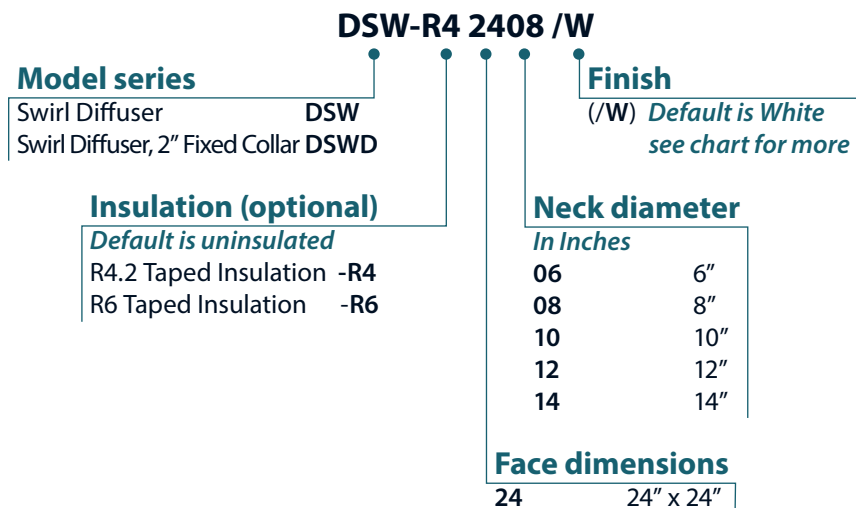 DSW-R4 2408 /W
Model series
Swirl Diffuser DSW
Swirl Diffuser, 2” Fixed Collar DSWD
Finish
(/W) Default is White
see chart for more
Insulation (optional)
Default is uninsulated
R4.2 Taped Insulation -R4
R6 Taped Insulation -R6
Neck diameter
In Inches
06 6”
08 8”
10 10”
12 12”
14 14”
Face dimensions
24 24” x 24”